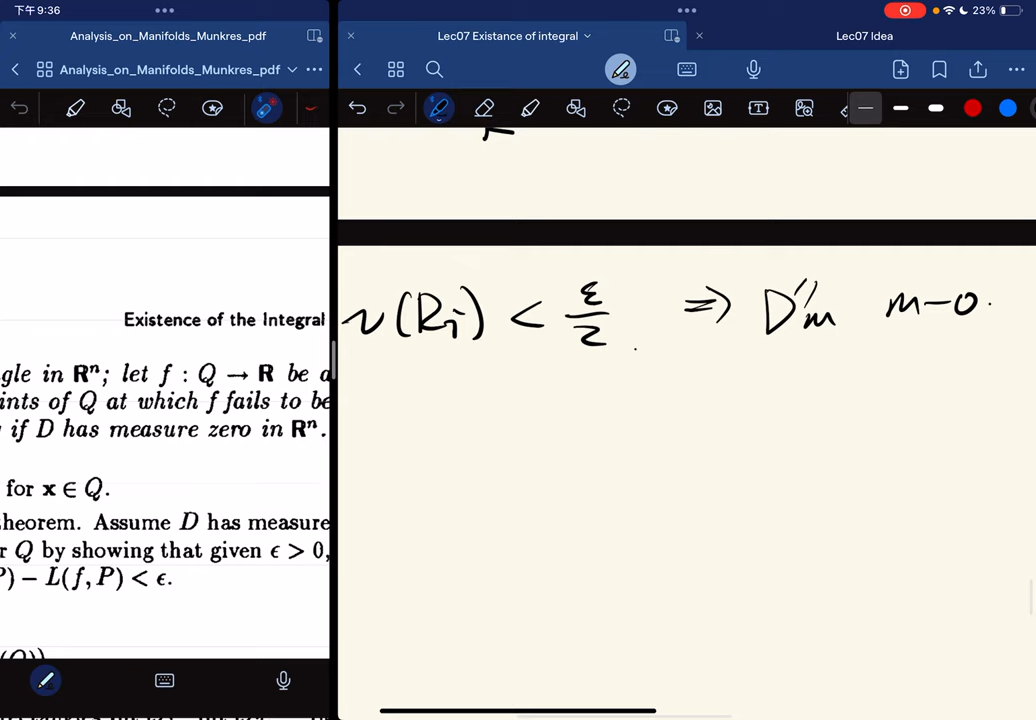 下午9:36
23%
Analysis_on_Manifolds_Munkres_pdf
Lec07 Existance of integral
Lec07 Idea
Analysis_on_Manifolds_Munkres_pdf
Existence of the Integral
gle in Rⁿ; let f : Q → R be a
ints of Q at which f fails to be
if D has measure zero in Rⁿ.
for x ∈ Q.
heorem. Assume D has measure
r Q by showing that given ϵ > 0,
P) − L(f, P) < ϵ.
(Q))
v(Rᵢ) < ε/2 ⇒ D''ₘ m−0.